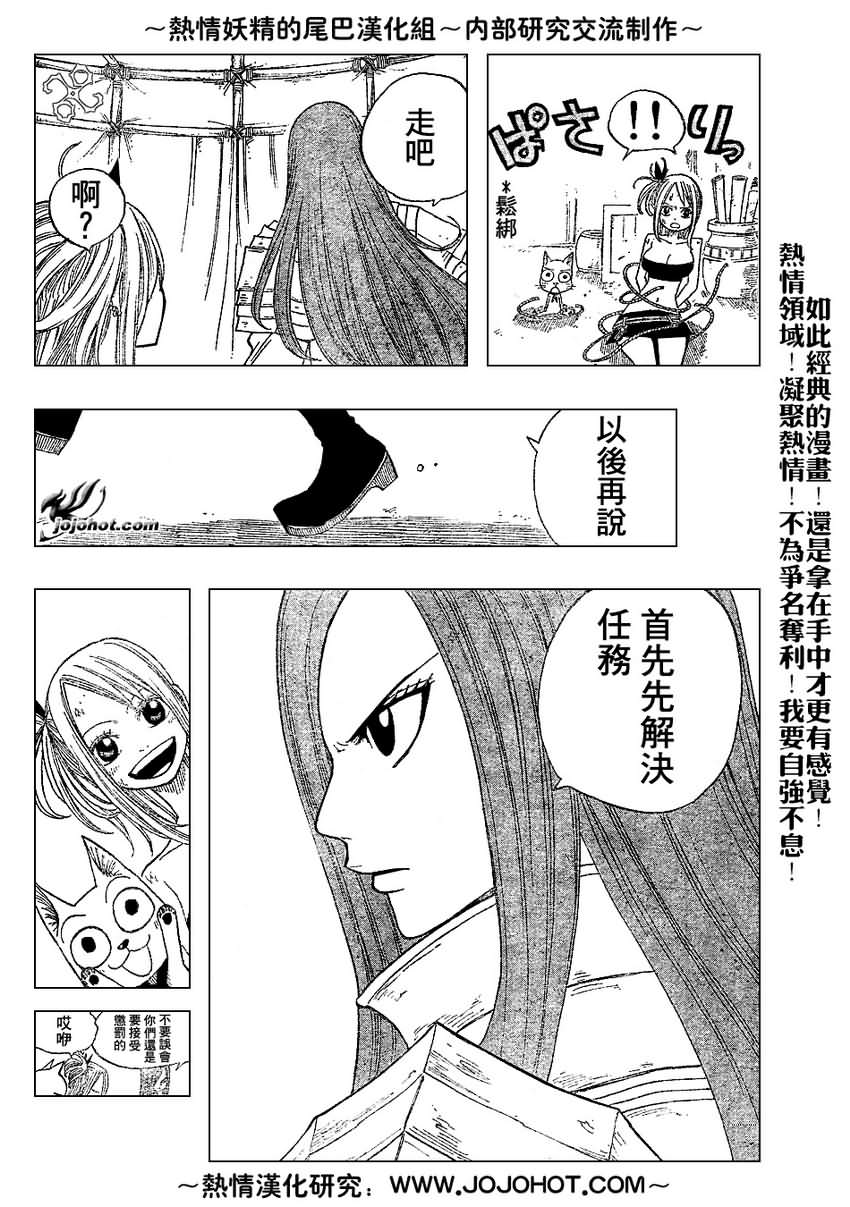 ～熱情妖精的尾巴漢化組～内部研究交流制作～
!!
ぱさりっ
*鬆綁
走吧
啊?
以後再說
jojohot.com
首先先解決
任務
不要誤會
你們還是
要接受
懲罰的
哎咿
如此經典的漫畫！還是拿在手中才更有感覺！
熱情領域！凝聚熱情！不為爭名奪利！我要自強不息！
～熱情漢化研究：WWW.JOJOHOT.COM～